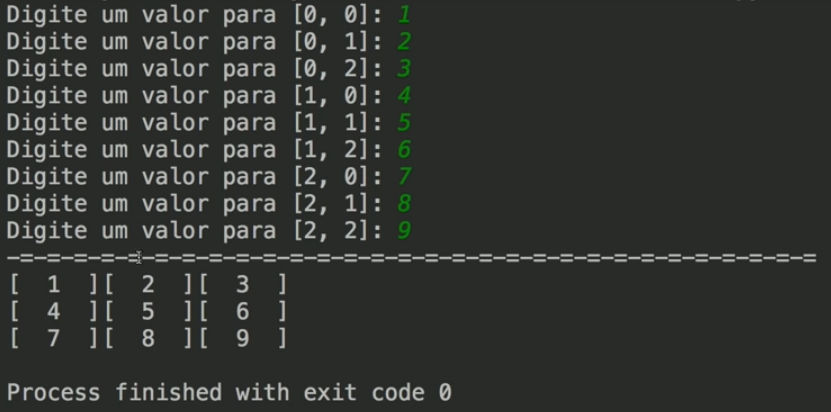 Digite um valor para [0, 0]: 1
Digite um valor para [0, 1]: 2
Digite um valor para [0, 2]: 3
Digite um valor para [1, 0]: 4
Digite um valor para [1, 1]: 5
Digite um valor para [1, 2]: 6
Digite um valor para [2, 0]: 7
Digite um valor para [2, 1]: 8
Digite um valor para [2, 2]: 9
-=-=-=-=-=-=-=-=-=-=-=-=-=-=-=-=-=-=-=-=-=-=-=-=-=-=-=-=-=-=
[  1  ][  2  ][  3  ]
[  4  ][  5  ][  6  ]
[  7  ][  8  ][  9  ]
Process finished with exit code 0